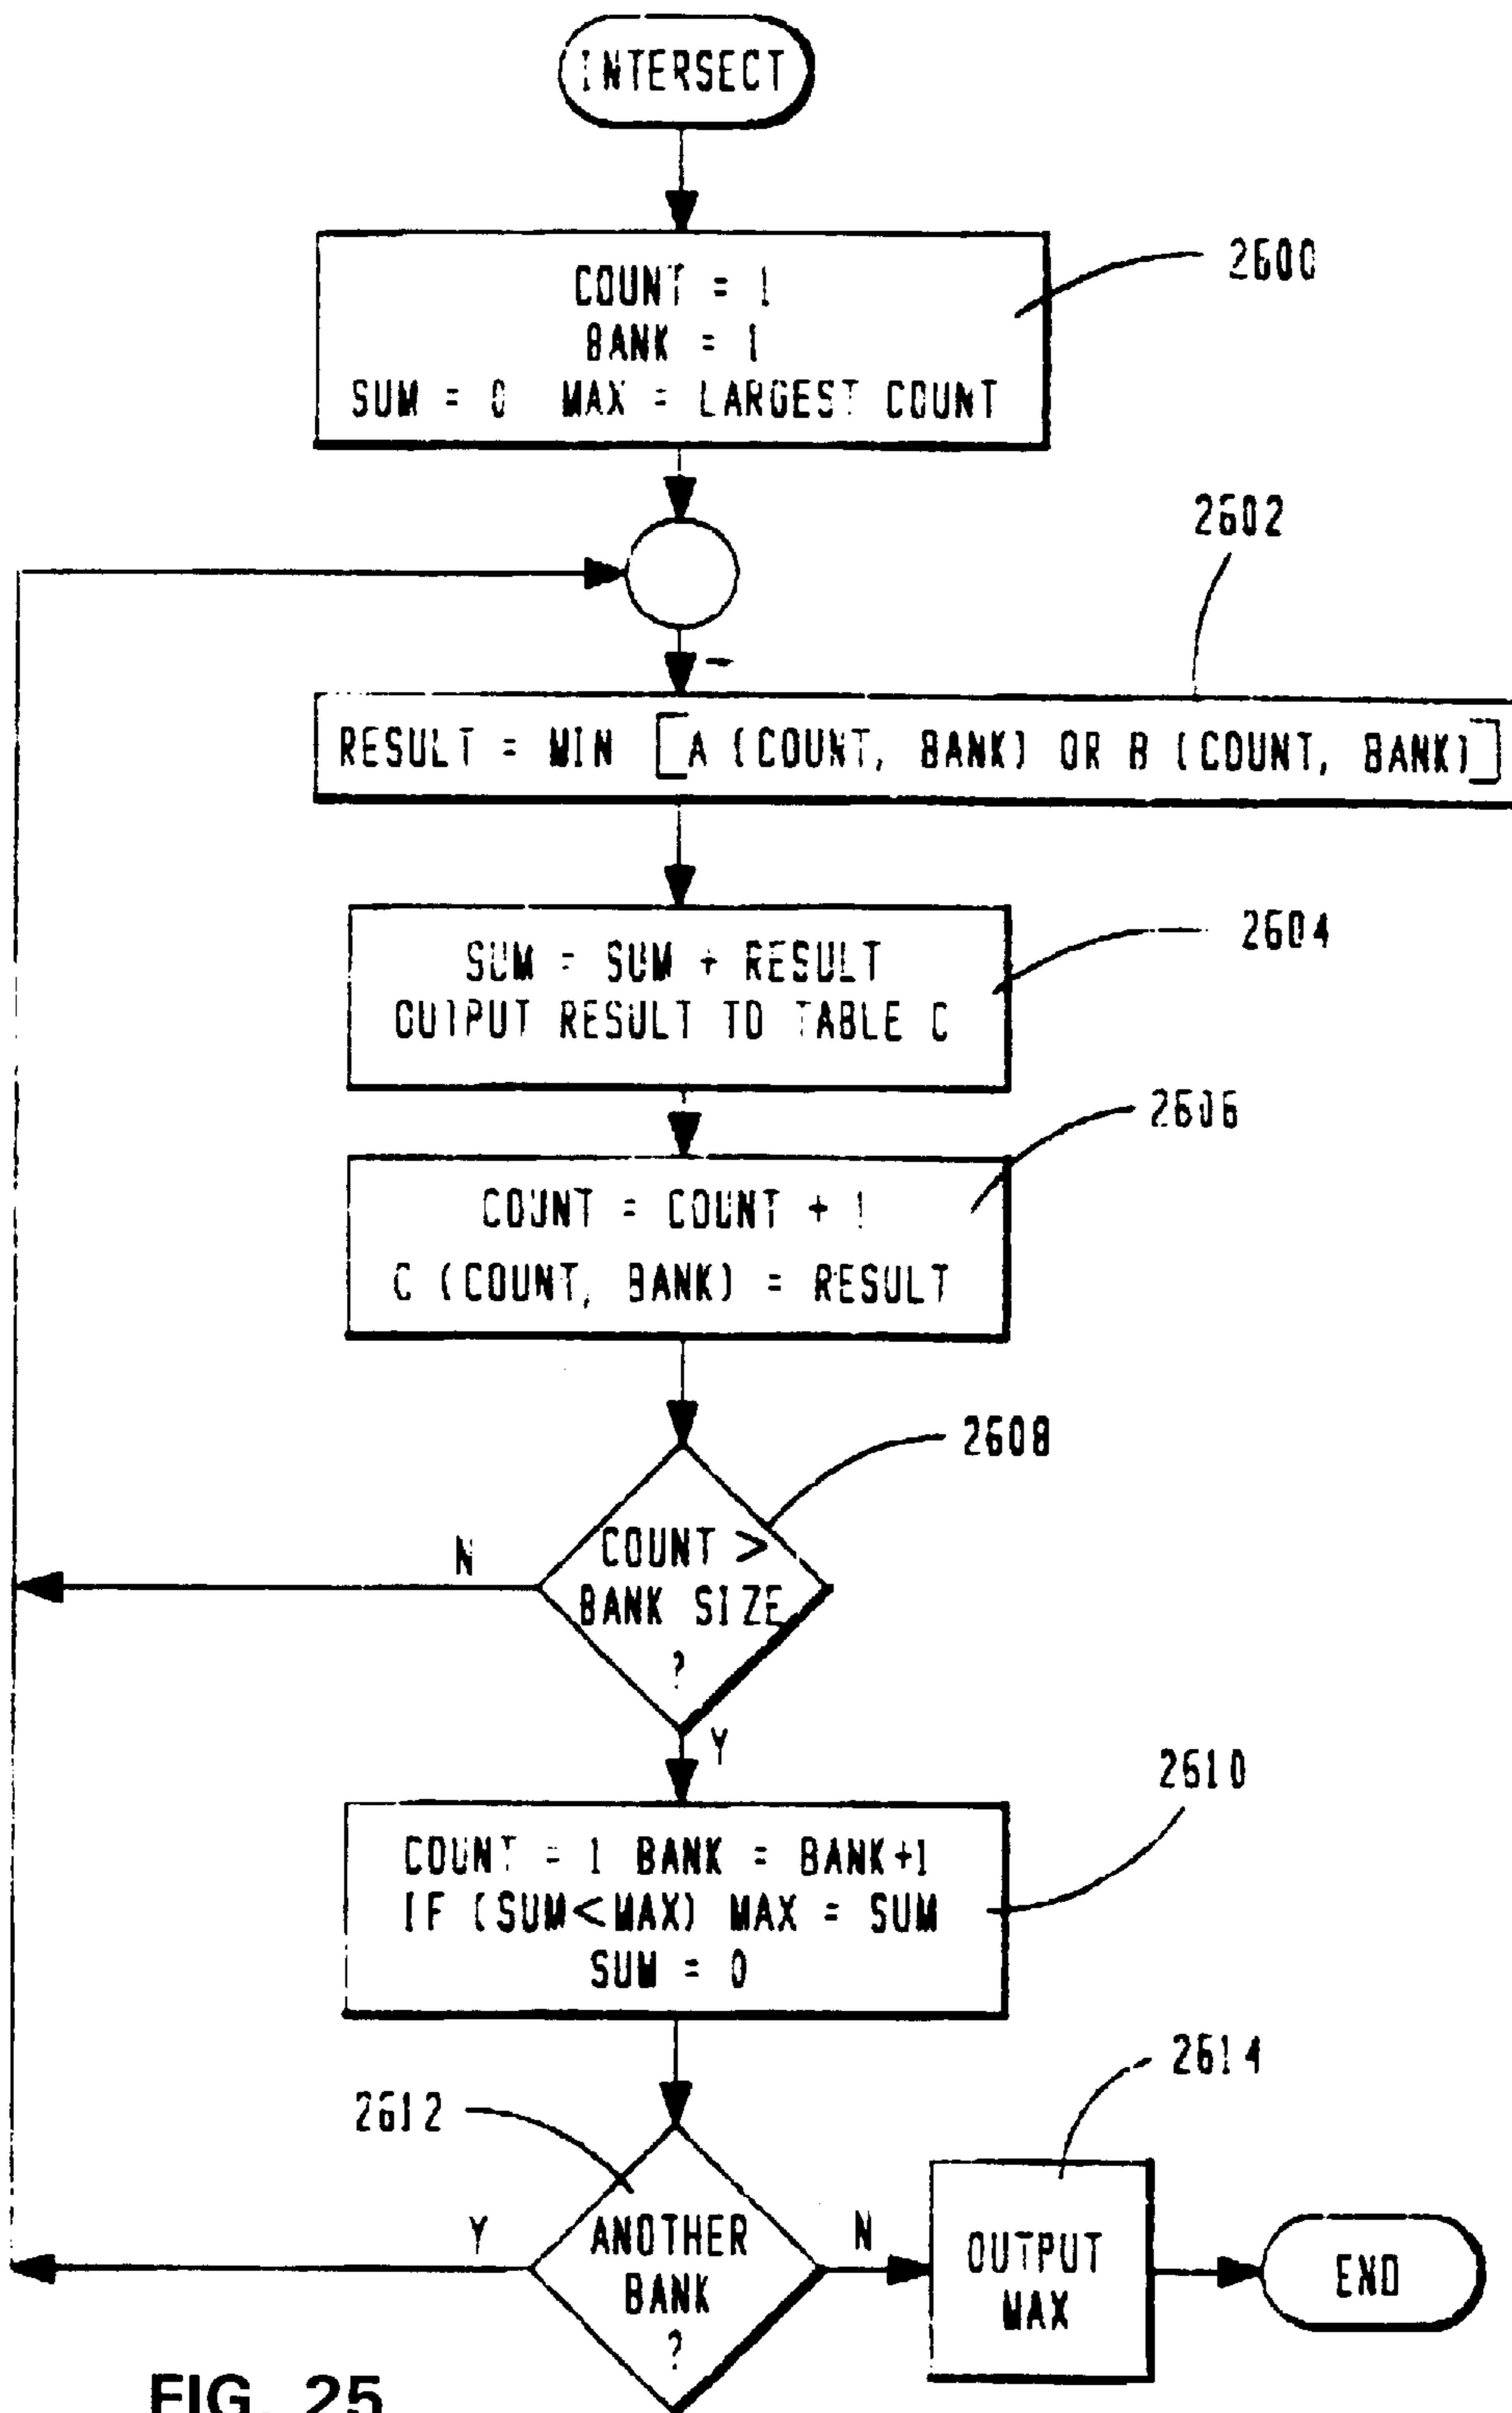 INTERSECT
2600
COUNT = 1
BANK = 1
SUM = 0 MAX = LARGEST COUNT
2602
RESULT = MIN [A (COUNT, BANK) OR B (COUNT, BANK)]
2604
SUM = SUM + RESULT
OUTPUT RESULT TO TABLE C
2606
COUNT = COUNT + 1
C (COUNT, BANK) = RESULT
2608
N
COUNT >
BANK SIZE
?
Y
2610
COUNT = 1 BANK = BANK+1
IF (SUM<MAX) MAX = SUM
SUM = 0
2612
2614
Y
ANOTHER
BANK
?
N
OUTPUT
MAX
END
FIG. 25